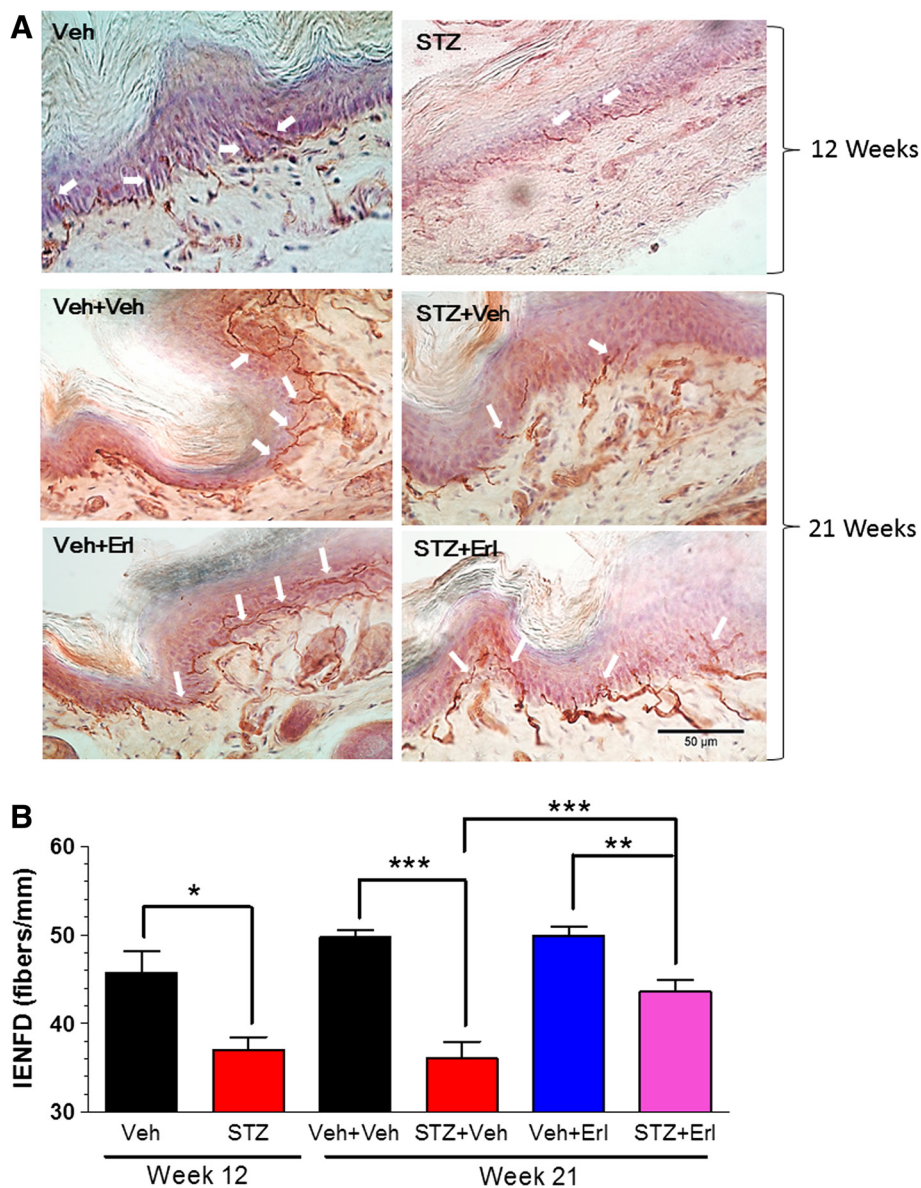 A
Veh
STZ
12 Weeks
Veh+Veh
STZ+Veh
21 Weeks
Veh+Erl
STZ+Erl
50 µm
B
IENFD (fibers/mm)
60
50
40
30
*
***
***
**
Veh STZ Veh+Veh STZ+Veh Veh+Erl STZ+Erl
Week 12 Week 21